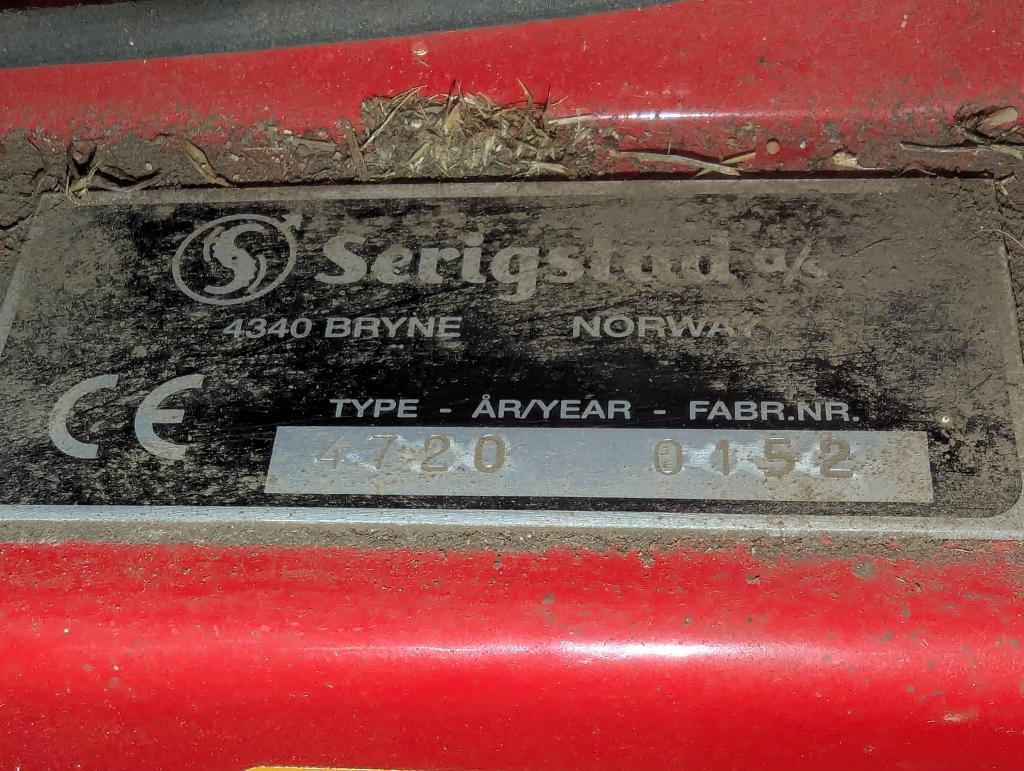 Serigstad a/s
4340 BRYNE NORWAY
CE
TYPE - ÅR/YEAR - FABR.NR.
4720 0152